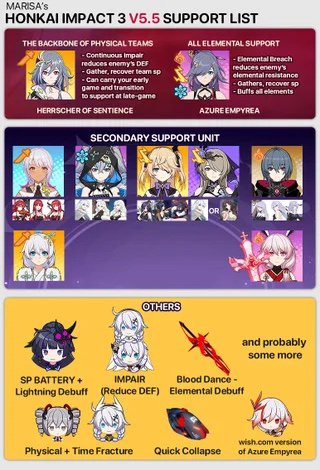 MARISA's
HONKAI IMPACT 3 V5.5 SUPPORT LIST
THE BACKBONE OF PHYSICAL TEAMS
- Continuous Impair
reduces enemy's DEF
- Gather, recover team sp
- Can carry your early
game and transition
to support at late-game
HERRSCHER OF SENTIENCE
ALL ELEMENTAL SUPPORT
- Elemental Breach
reduces enemy's
elemental resistance
- Gathers, recover sp
- Buffs all elements
AZURE EMPYREA
SECONDARY SUPPORT UNIT
OR
OTHERS
SP BATTERY +
Lightning Debuff
IMPAIR
(Reduce DEF)
Blood Dance -
Elemental Debuff
and probably
some more
Physical + Time Fracture
Quick Collapse
wish.com version
of Azure Empyrea